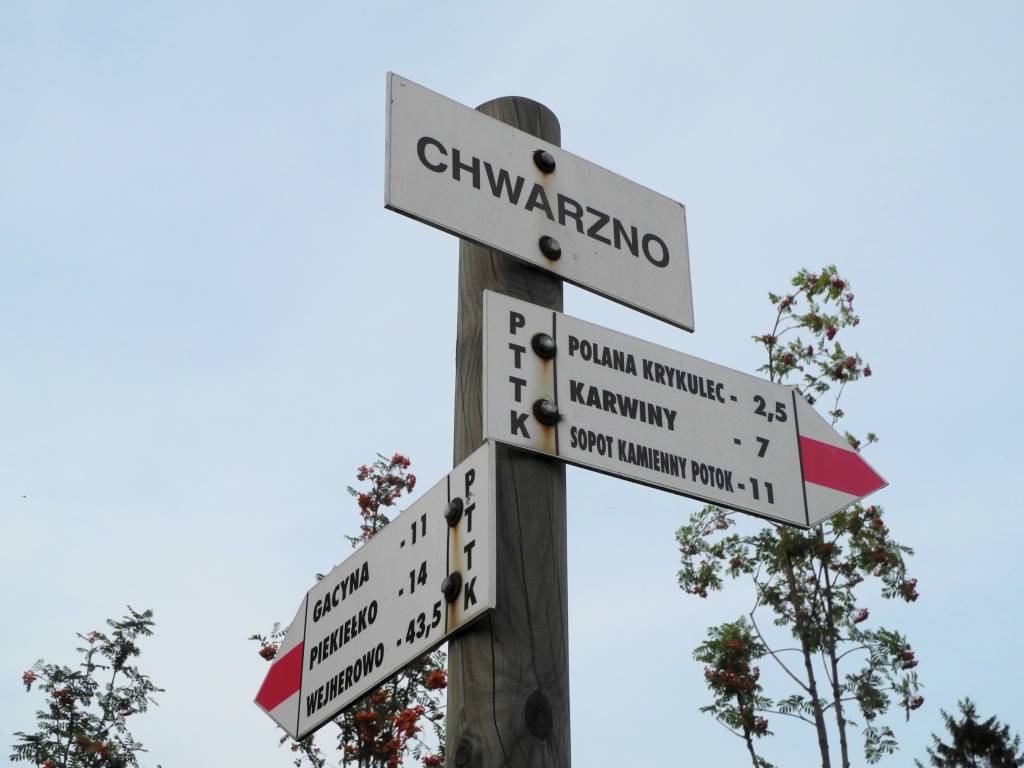 CHWARZNO
PTTK
POLANA KRYKULEC - 2,5
KARWINY - 7
SOPOT KAMIENNY POTOK - 11
PTTK
GACYNA - 11
PIEKIEŁKO - 14
WEJHEROWO - 43,5